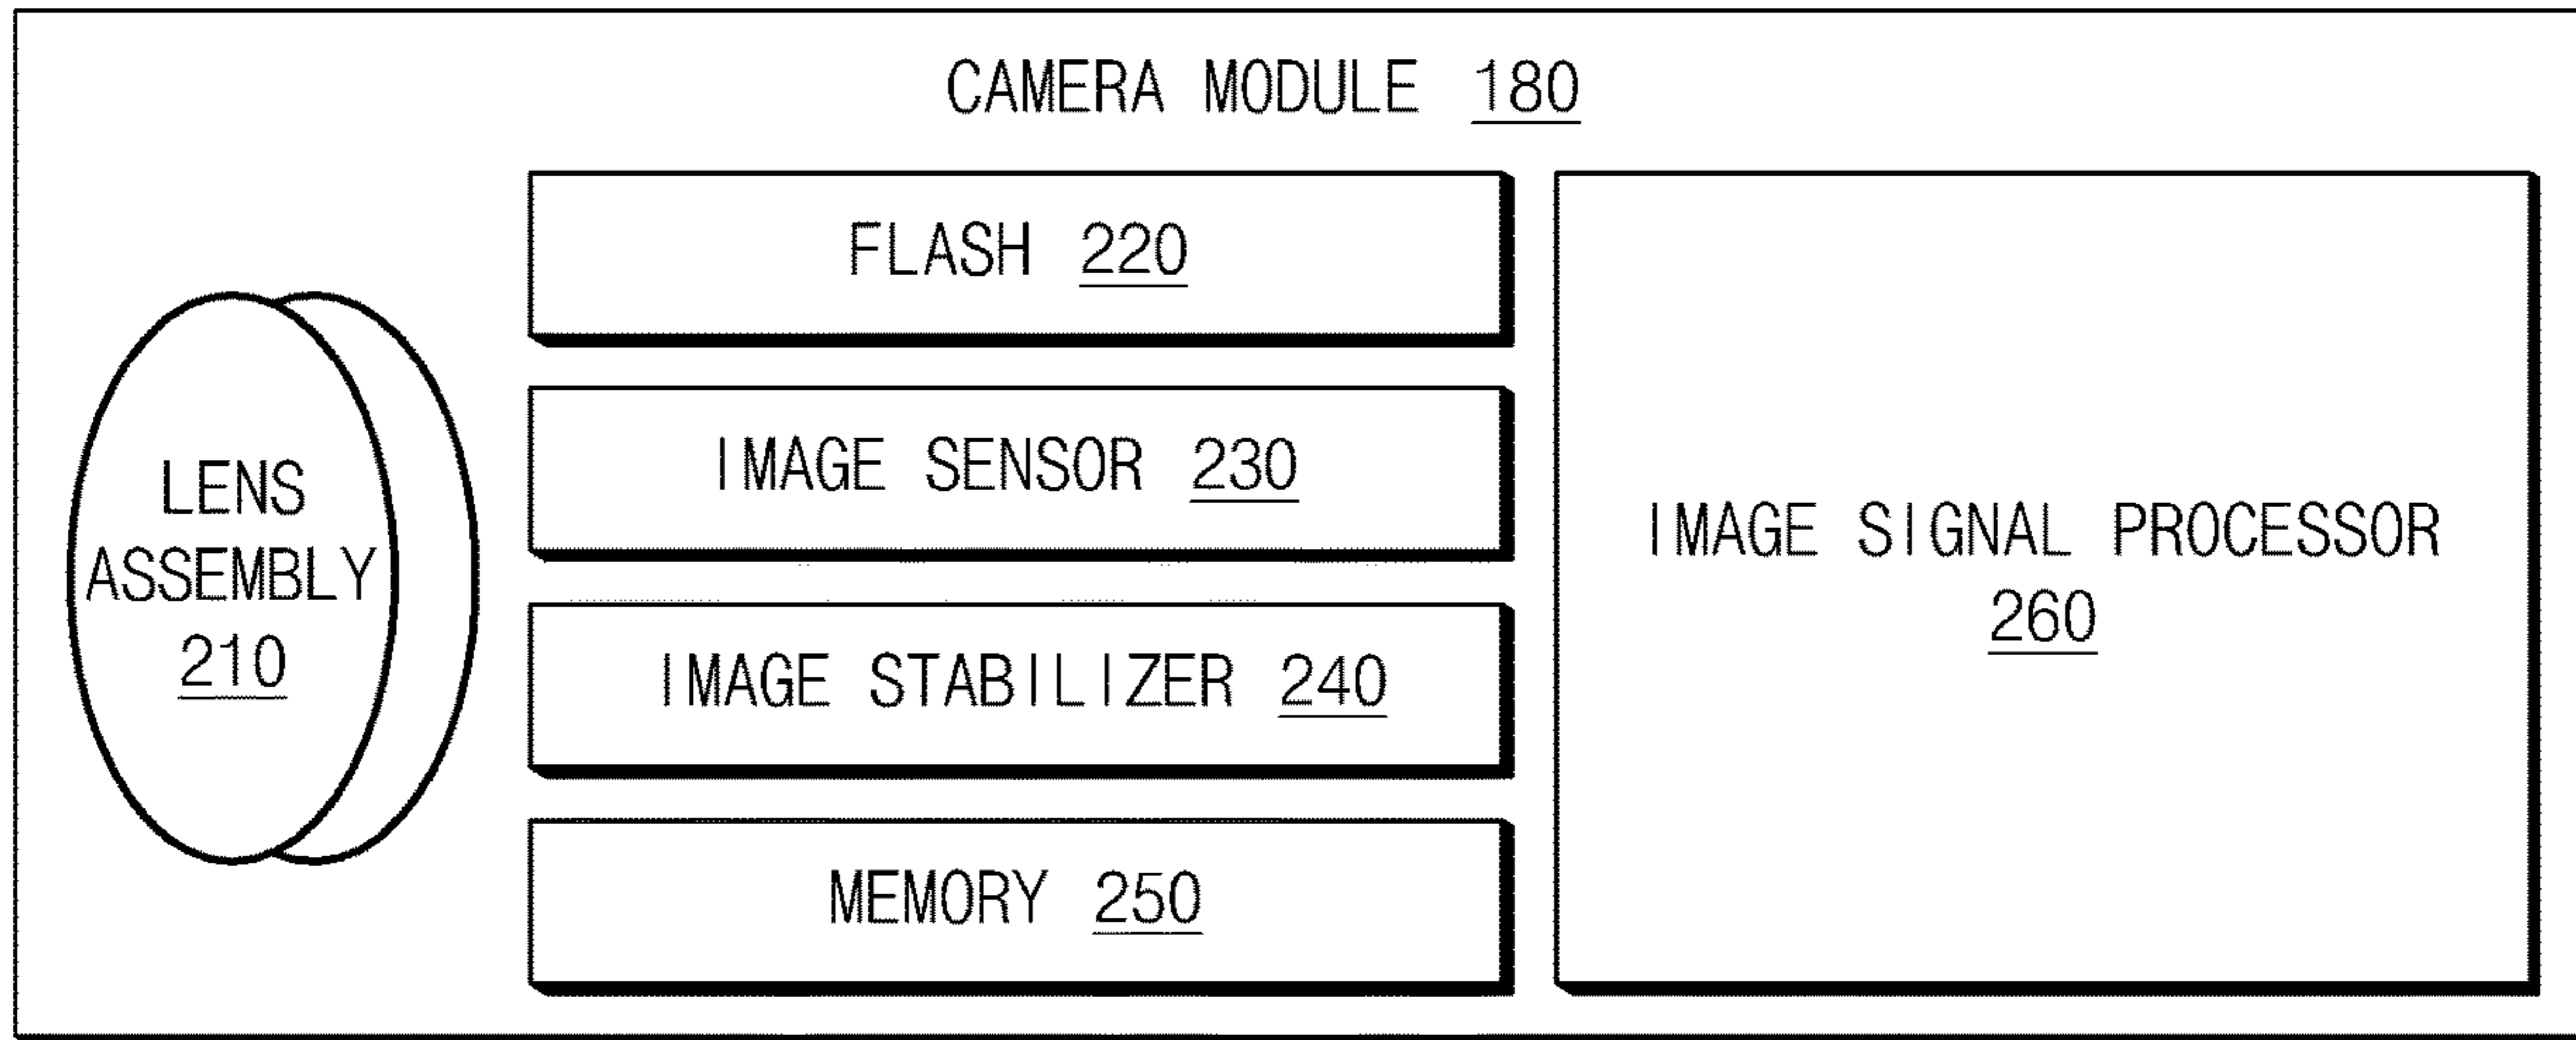 CAMERA MODULE 180
LENS
ASSEMBLY
210
FLASH 220
IMAGE SENSOR 230
IMAGE STABILIZER 240
MEMORY 250
IMAGE SIGNAL PROCESSOR
260